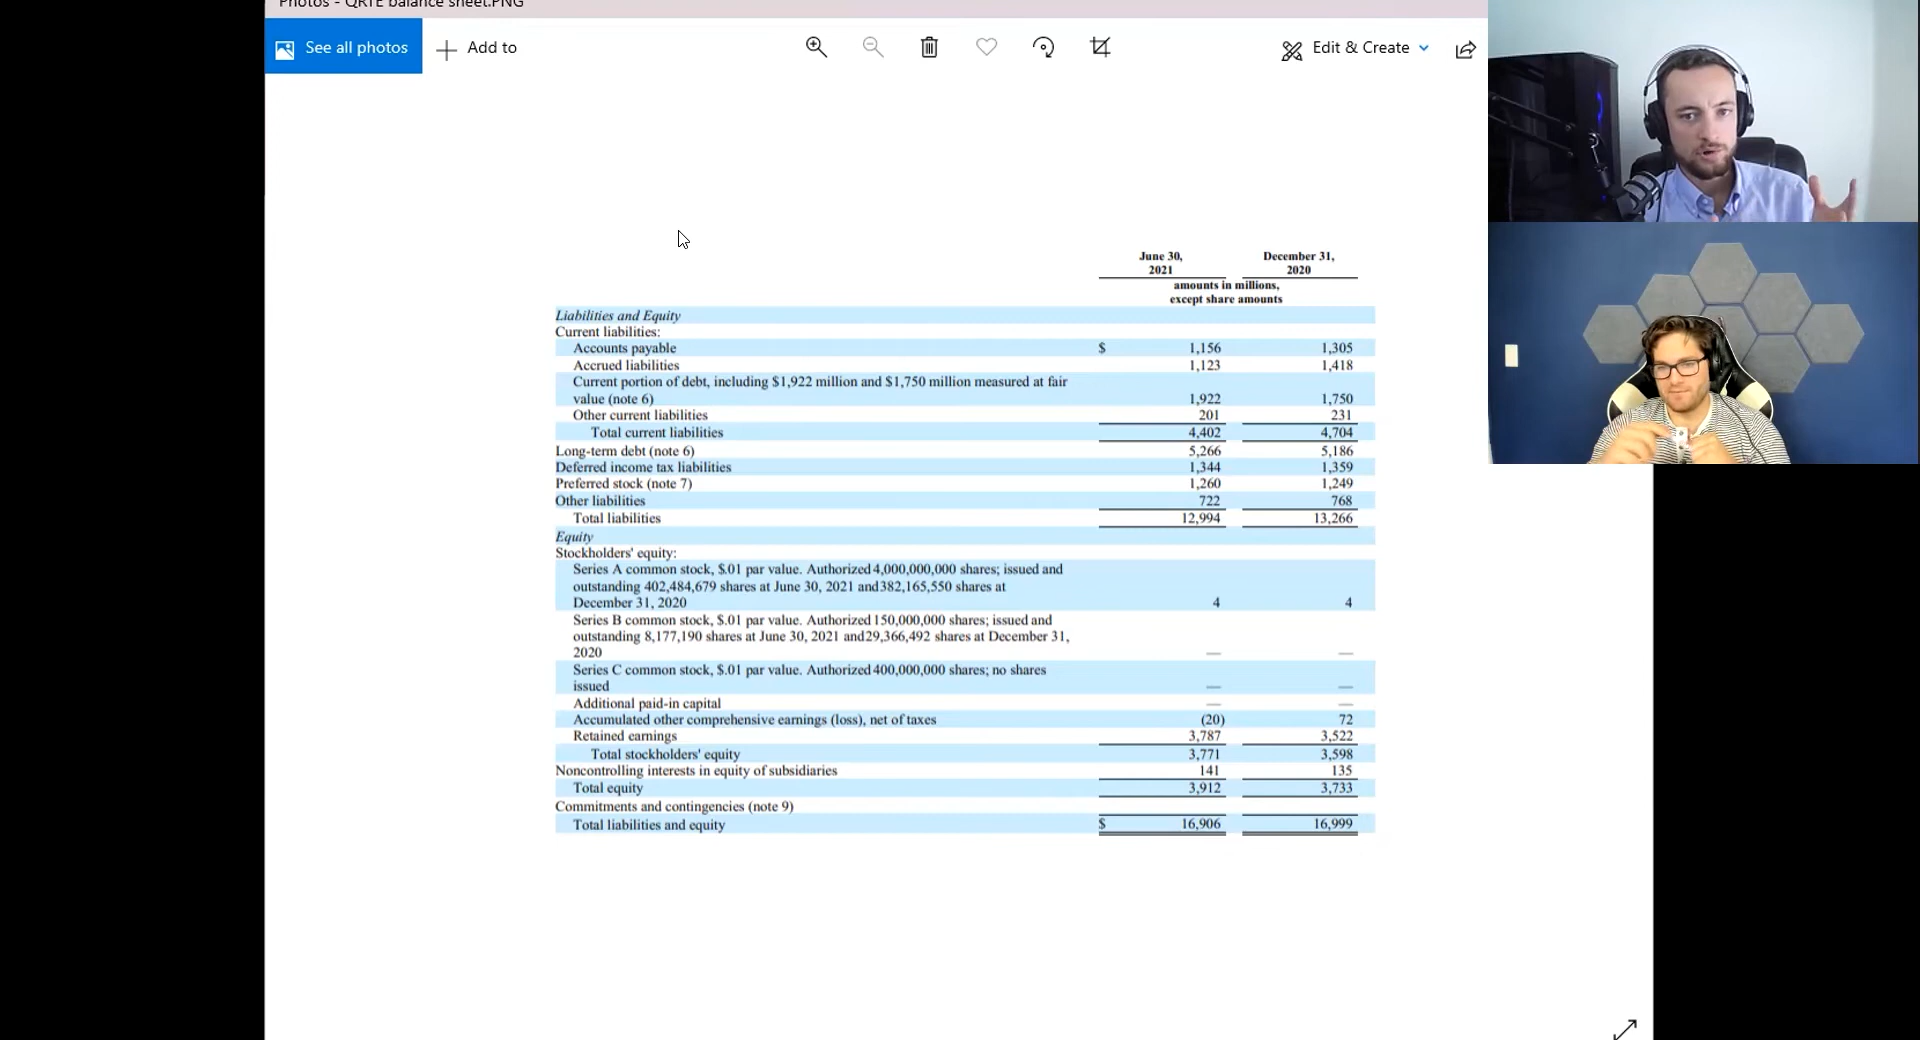 Photos - QRTE balance sheet.PNG
See all photos
Add to
Edit & Create
June 30, December 31,
2021 2020
amounts in millions,
except share amounts
Liabilities and Equity
Current liabilities:
Accounts payable $ 1,156 1,305
Accrued liabilities 1,123 1,418
Current portion of debt, including $1,922 million and $1,750 million measured at fair
value (note 6) 1,922 1,750
Other current liabilities 201 231
Total current liabilities 4,402 4,704
Long-term debt (note 6) 5,266 5,186
Deferred income tax liabilities 1,344 1,359
Preferred stock (note 7) 1,260 1,249
Other liabilities 722 768
Total liabilities 12,994 13,266
Equity
Stockholders' equity:
Series A common stock, $.01 par value. Authorized 4,000,000,000 shares; issued and
outstanding 402,484,679 shares at June 30, 2021 and382,165,550 shares at
December 31, 2020 4 4
Series B common stock, $.01 par value. Authorized 150,000,000 shares; issued and
outstanding 8,177,190 shares at June 30, 2021 and29,366,492 shares at December 31,
2020 — —
Series C common stock, $.01 par value. Authorized 400,000,000 shares; no shares
issued — —
Additional paid-in capital — —
Accumulated other comprehensive earnings (loss), net of taxes (20) 72
Retained earnings 3,787 3,522
Total stockholders' equity 3,771 3,598
Noncontrolling interests in equity of subsidiaries 141 135
Total equity 3,912 3,733
Commitments and contingencies (note 9)
Total liabilities and equity $ 16,906 16,999